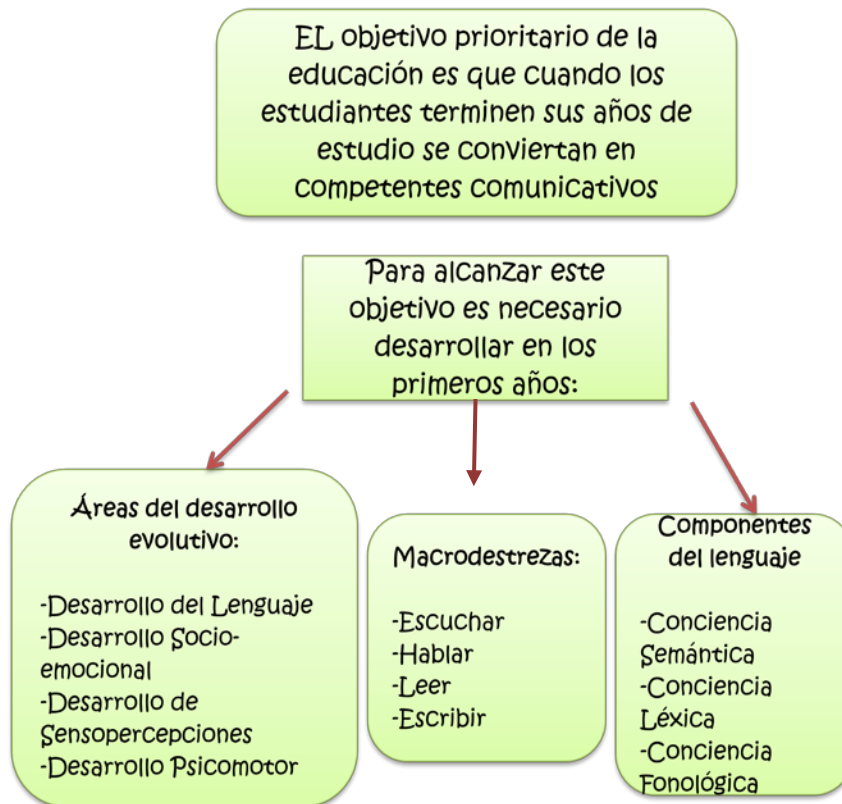 EL objetivo prioritario de la
educación es que cuando los
estudiantes terminen sus años de
estudio se conviertan en
competentes comunicativos
Para alcanzar este
objetivo es necesario
desarrollar en los
primeros años:
Áreas del desarrollo
evolutivo:
-Desarrollo del Lenguaje
-Desarrollo Socio-
emocional
-Desarrollo de
Sensopercepciones
-Desarrollo Psicomotor
Macrodestrezas:
-Escuchar
-Hablar
-Leer
-Escribir
Componentes
del lenguaje
-Conciencia
Semántica
-Conciencia
Léxica
-Conciencia
Fonológica